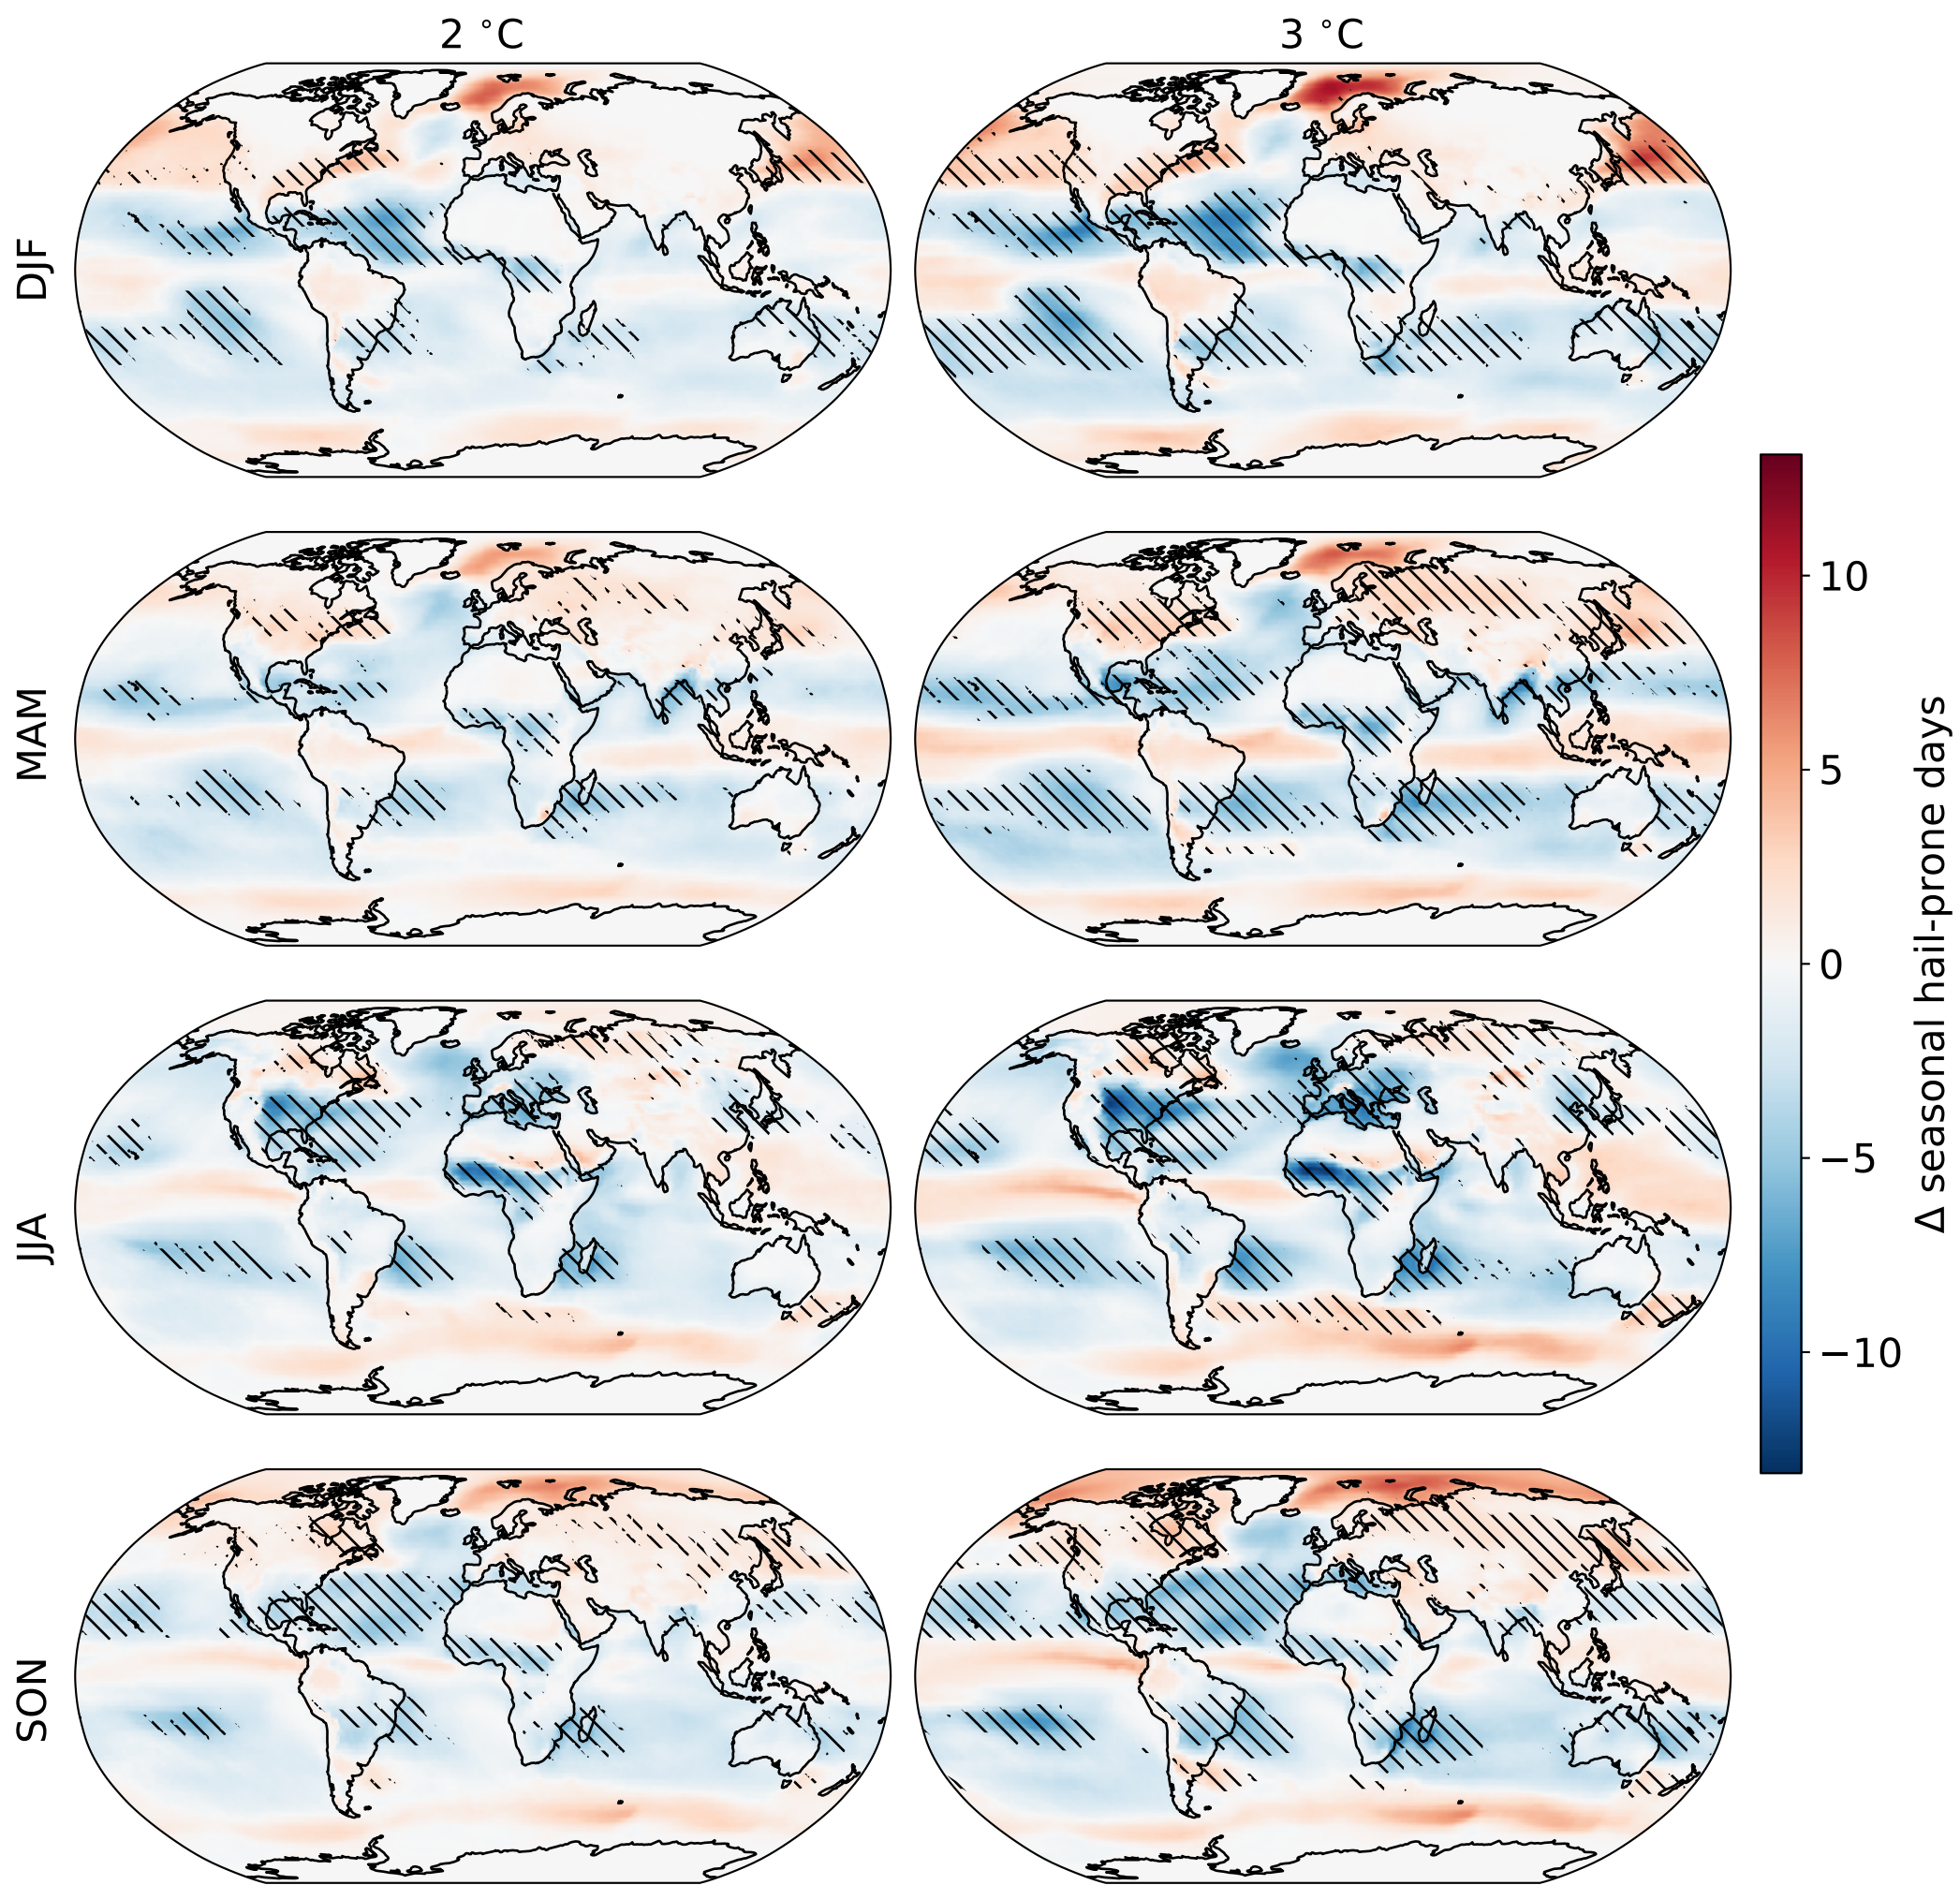 2 °C
3 °C
DJF
MAM
JJA
SON
10
5
0
−5
−10
Δ seasonal hail-prone days